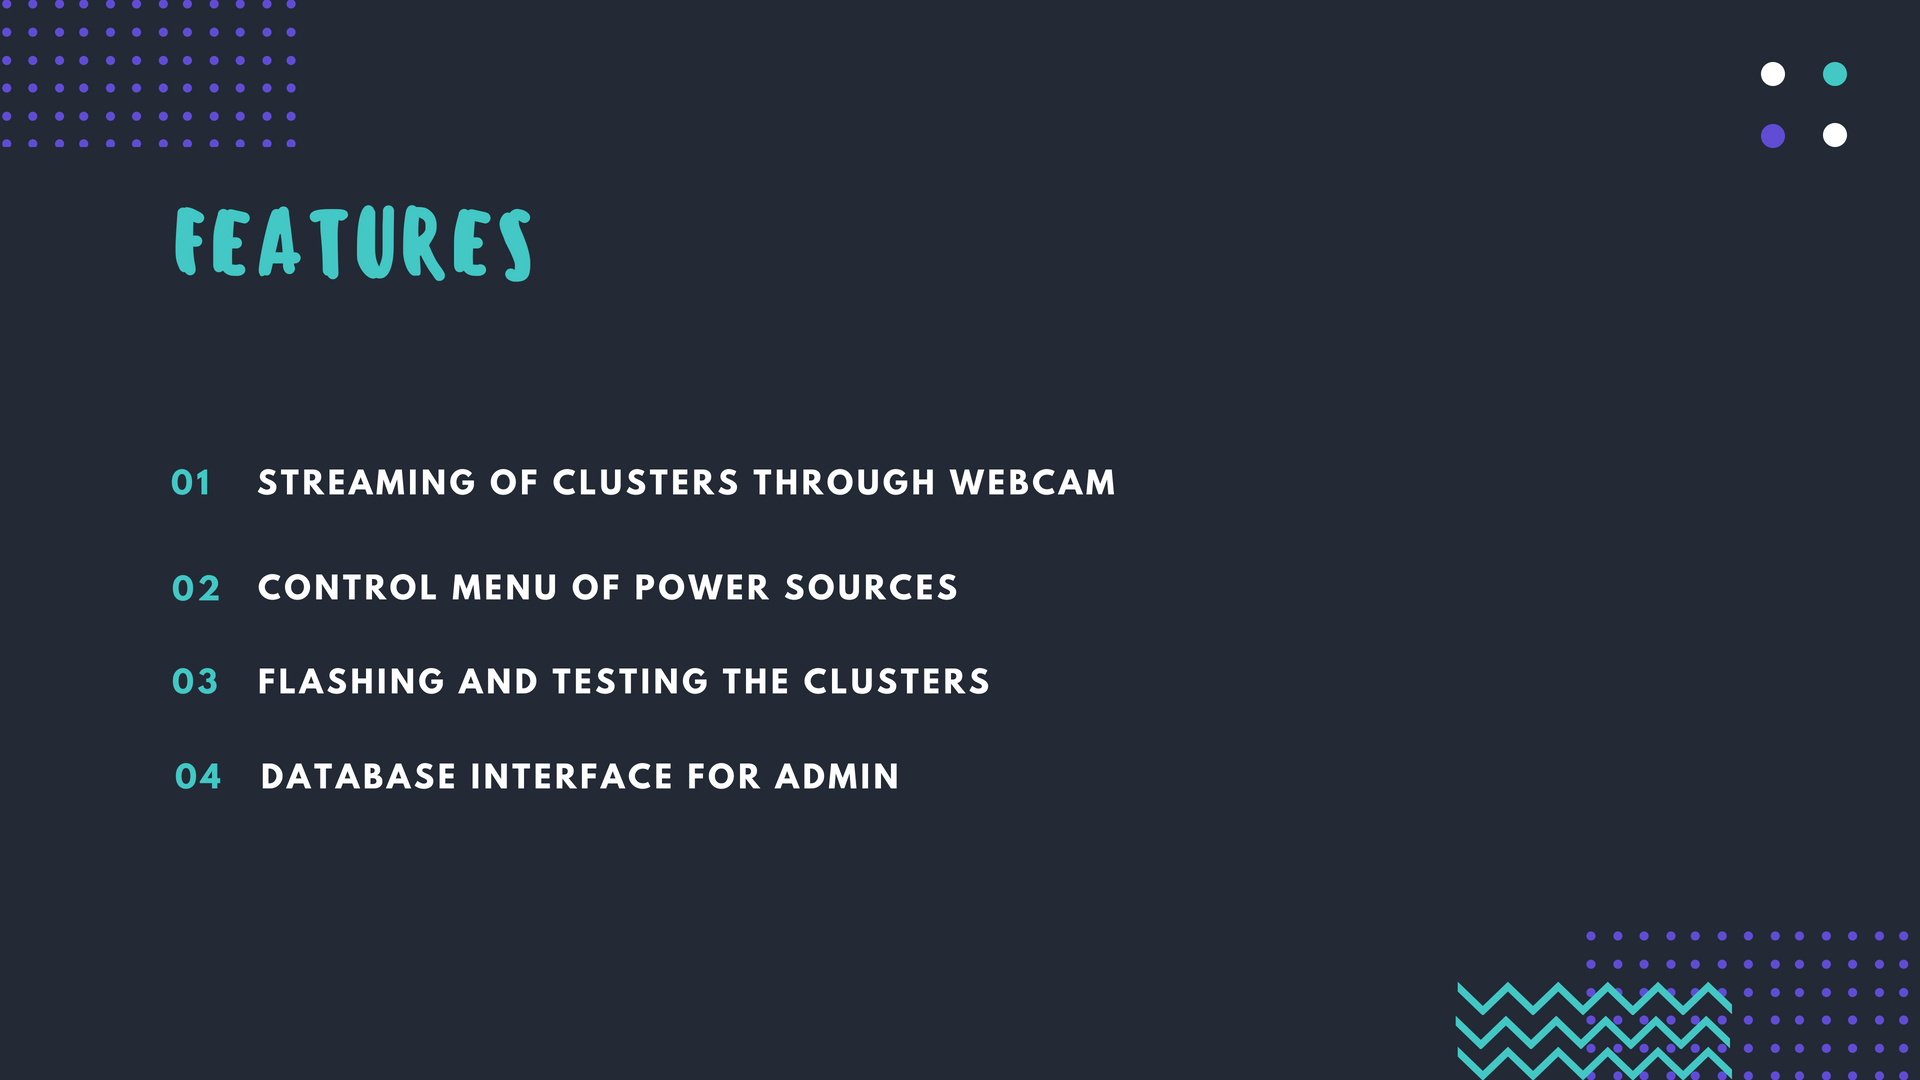 FEATURES
01 STREAMING OF CLUSTERS THROUGH WEBCAM
02 CONTROL MENU OF POWER SOURCES
03 FLASHING AND TESTING THE CLUSTERS
04 DATABASE INTERFACE FOR ADMIN